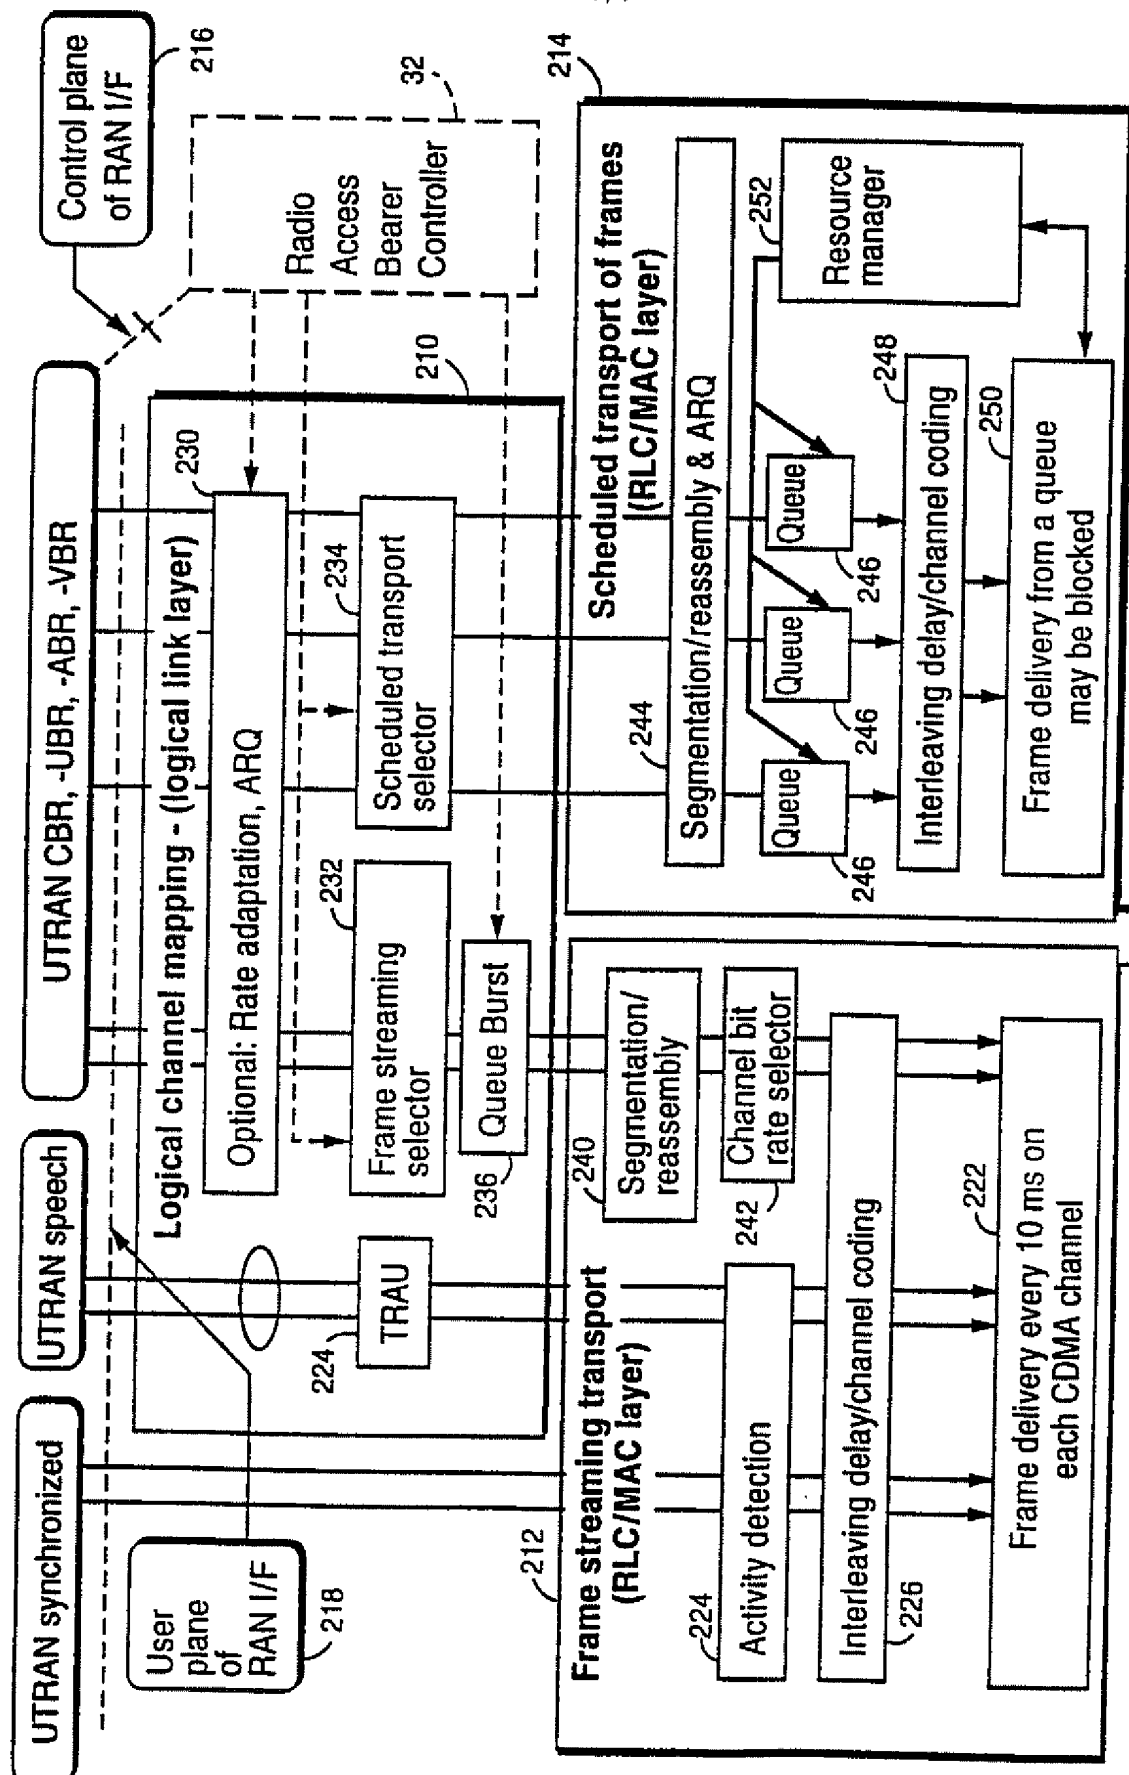 UTRAN synchronized
UTRAN speech
UTRAN CBR, -UBR, -ABR, -VBR
Control plane
of RAN I/F
216
User
plane
of
RAN I/F
218
Logical channel mapping - (logical link layer)
230
Optional: Rate adaptation, ARQ
210
32
Radio
Access
Bearer
Controller
224
TRAU
232
Frame streaming
selector
234
Scheduled transport
selector
236
Queue Burst
212
Frame streaming transport
(RLC/MAC layer)
240
Segmentation/
reassembly
224
Activity detection
242
Channel bit
rate selector
Interleaving delay/channel coding
226
222
Frame delivery every 10 ms on
each CDMA channel
214
Scheduled transport of frames
(RLC/MAC layer)
244
Segmentation/reassembly & ARQ
252
Resource
manager
Queue
246
Queue
246
Queue
246
248
Interleaving delay/channel coding
250
Frame delivery from a queue
may be blocked